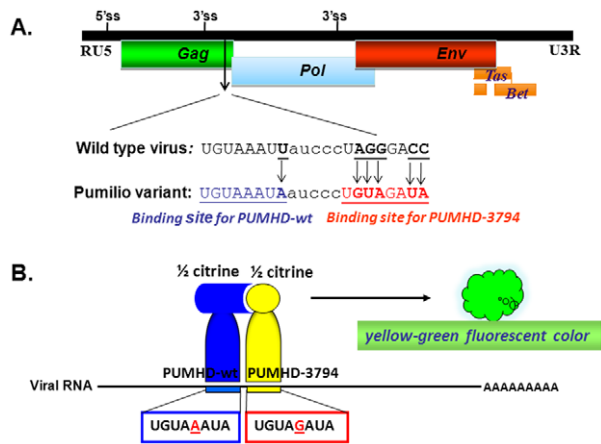 A.
5'ss 3'ss 3'ss
RU5 Gag Pol Env U3R
Tas
Bet
Wild type virus: UGUAAAUUaucccUAGGGACC
Pumilio variant: UGUAAAUAaucccUGUAGAUA
Binding site for PUMHD-wt Binding site for PUMHD-3794
B.
½ citrine ½ citrine
yellow-green fluorescent color
PUMHD-wt PUMHD-3794
Viral RNA AAAAAAAAA
UGUAAAUA UGUAGAUA